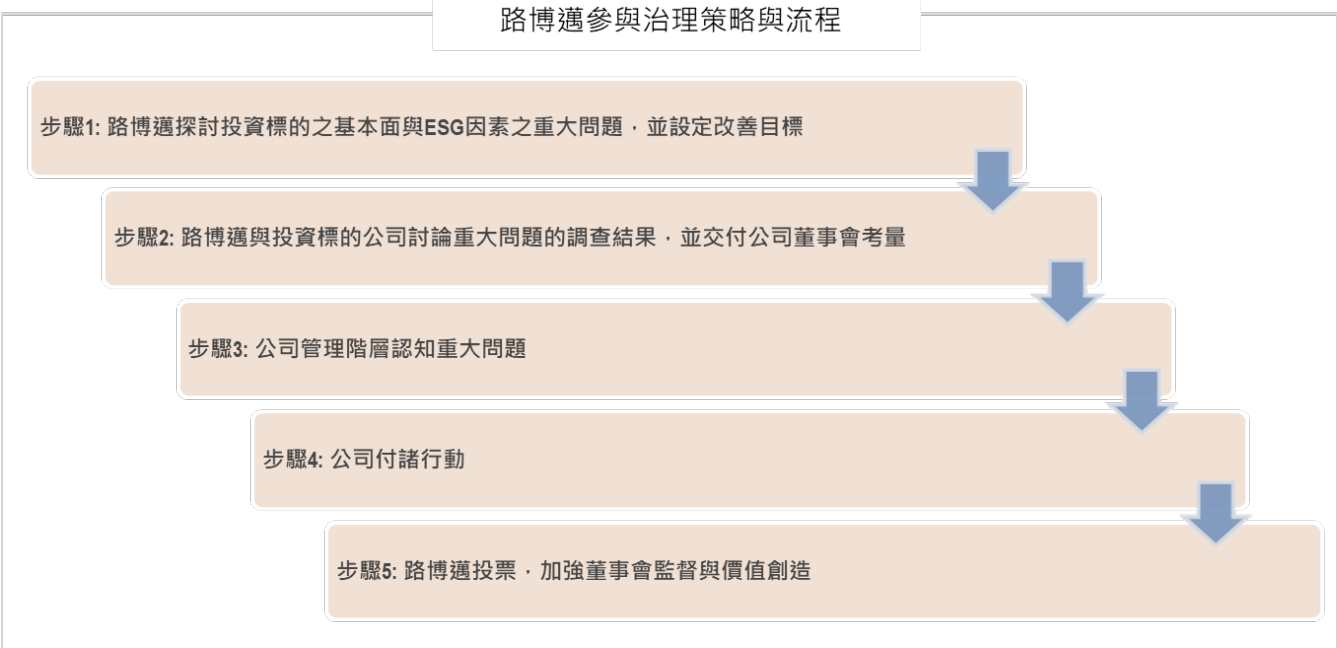 路博邁參與治理策略與流程
步驟1: 路博邁探討投資標的之基本面與ESG因素之重大問題，並設定改善目標
步驟2: 路博邁與投資標的公司討論重大問題的調查結果，並交付公司董事會考量
步驟3: 公司管理階層認知重大問題
步驟4: 公司付諸行動
步驟5: 路博邁投票，加強董事會監督與價值創造